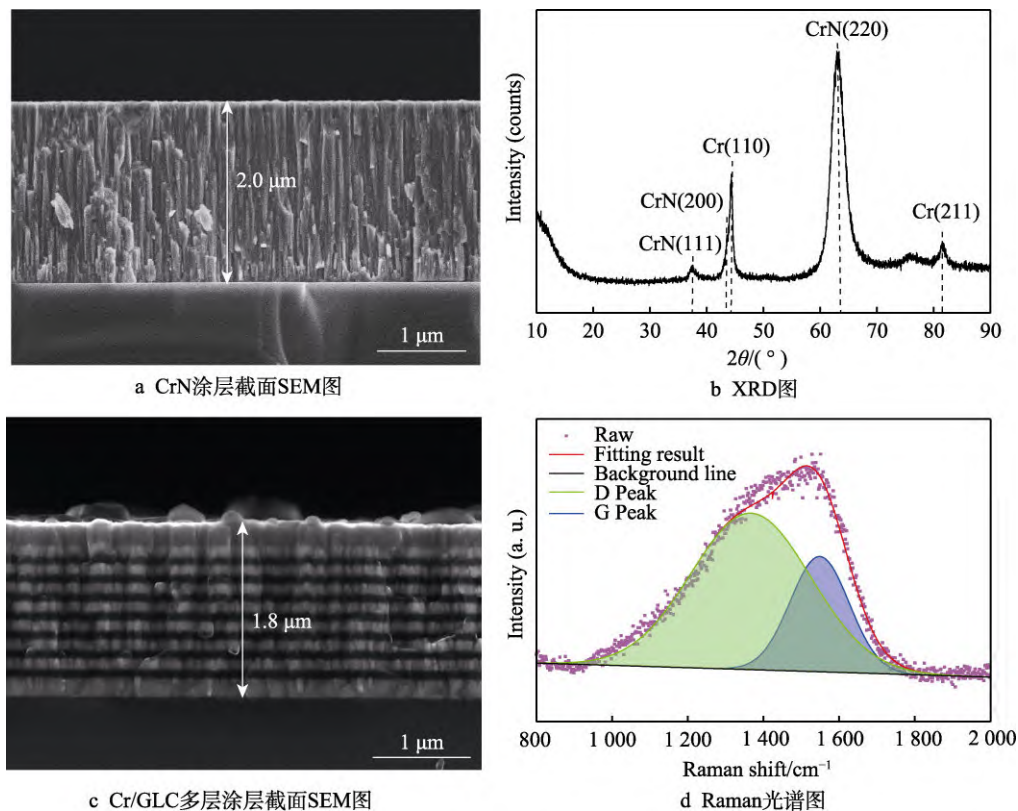 2.0 μm
1 μm
a CrN涂层截面SEM图
CrN(220)
Cr(110)
CrN(200)
CrN(111)
Cr(211)
Intensity (counts)
10 20 30 40 50 60 70 80 90
2θ/(°)
b XRD图
1.8 μm
1 μm
c Cr/GLC多层涂层截面SEM图
Raw
Fitting result
Background line
D Peak
G Peak
Intensity (a. u.)
800 1 000 1 200 1 400 1 600 1 800 2 000
Raman shift/cm⁻¹
d Raman光谱图